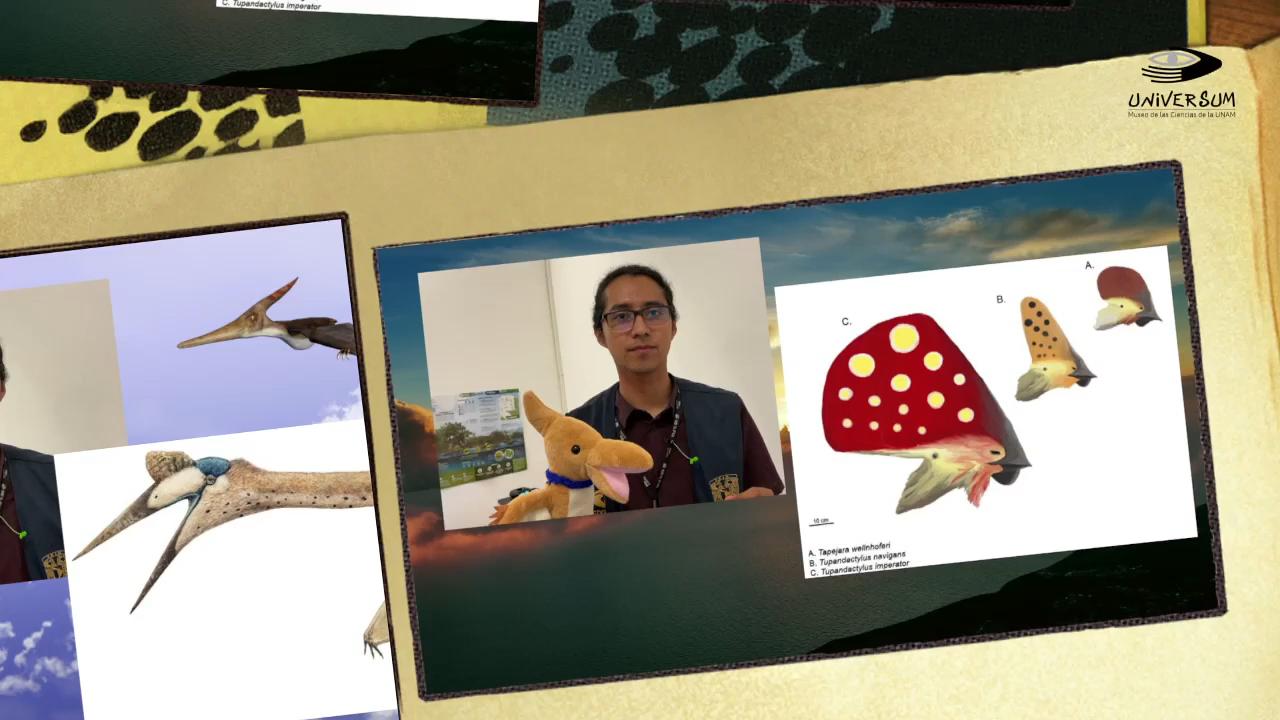 C. Tupandactylus imperator
UNIVERSUM
Museo de las Ciencias de la UNAM
A.
B.
C.
10 cm
A. Tapejara wellnhoferi
B. Tupandactylus navigans
C. Tupandactylus imperator